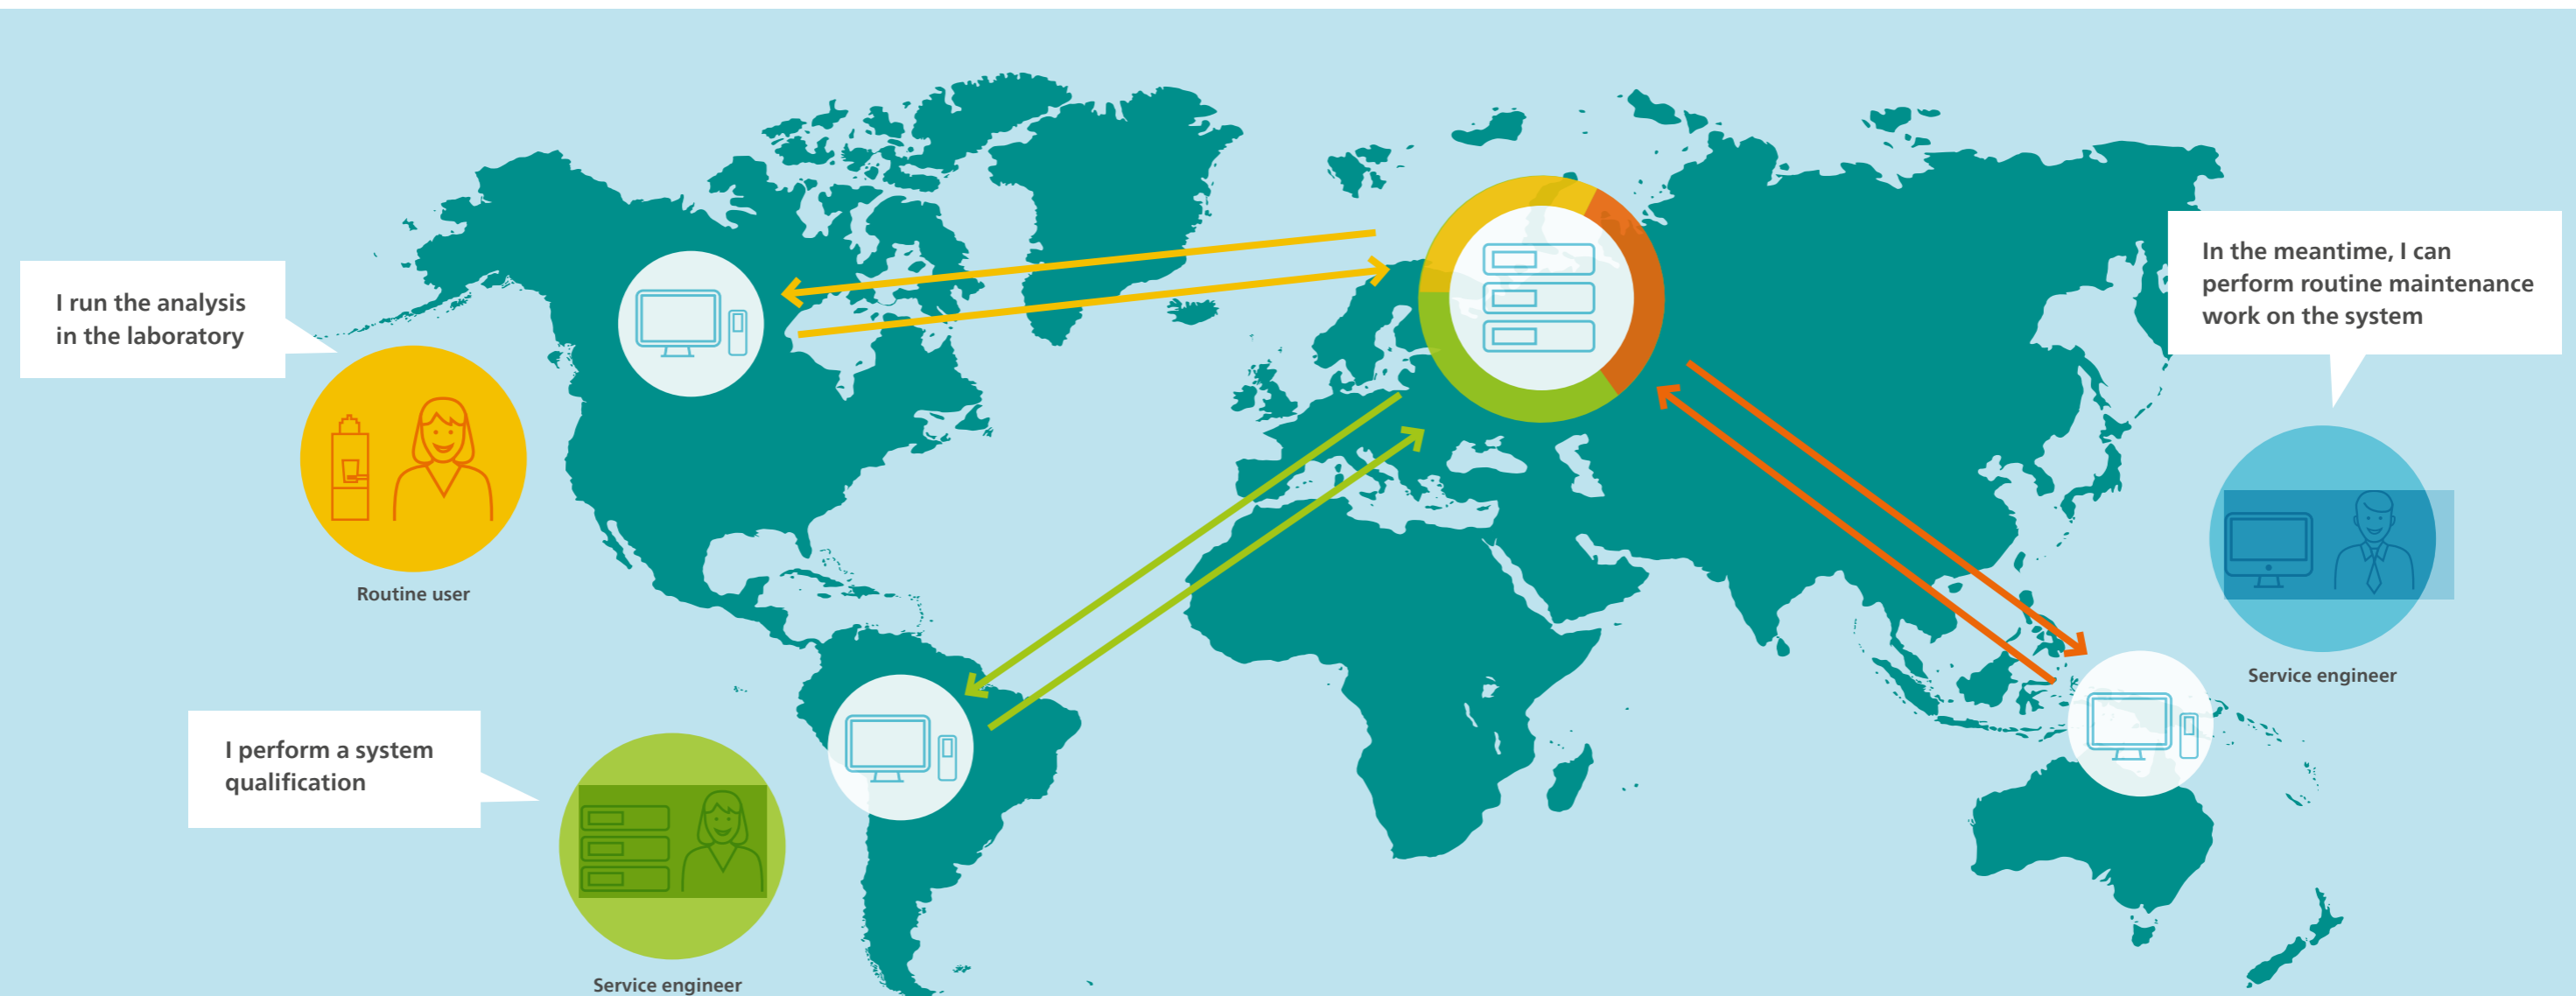 I run the analysis
in the laboratory
Routine user
I perform a system
qualification
Service engineer
In the meantime, I can
perform routine maintenance
work on the system
Service engineer